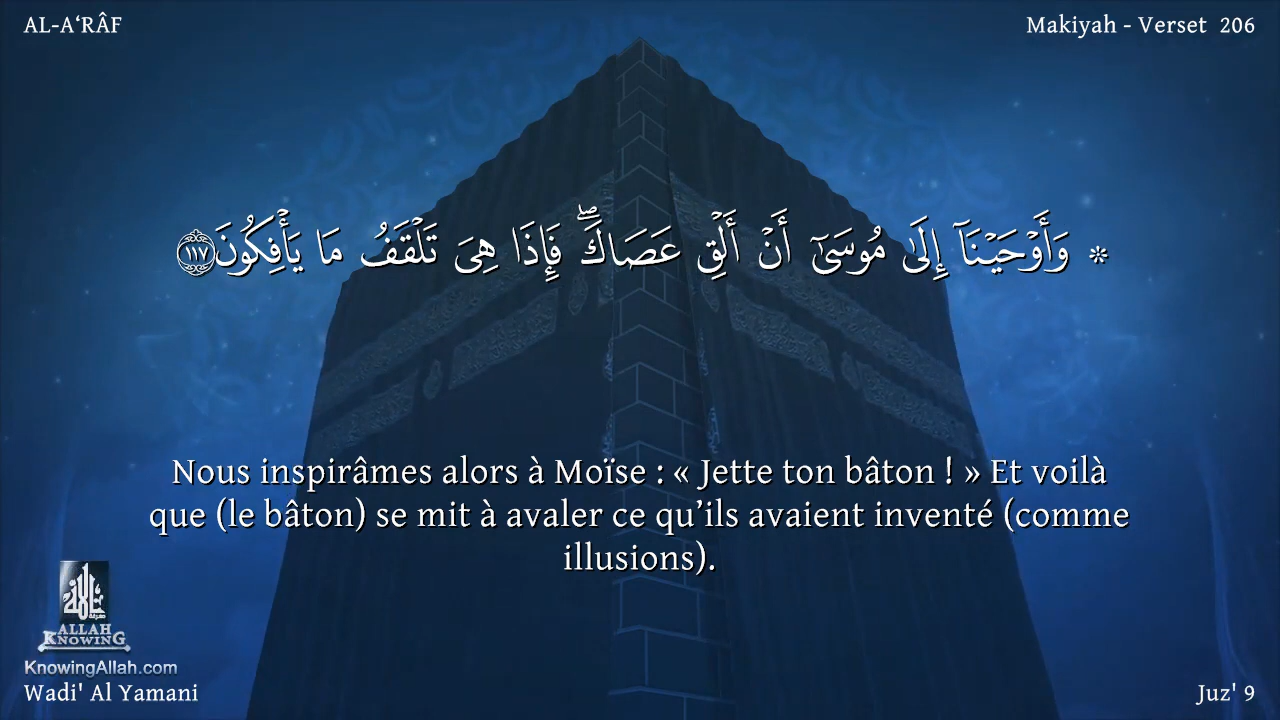 AL-A‘RÂF
Makiyah - Verset 206
۞ وَأَوْحَيْنَآ إِلَىٰ مُوسَىٰٓ أَنْ أَلْقِ عَصَاكَ ۖ فَإِذَا هِىَ تَلْقَفُ مَا يَأْفِكُونَ ١١٧
Nous inspirâmes alors à Moïse : « Jette ton bâton ! » Et voilà
que (le bâton) se mit à avaler ce qu’ils avaient inventé (comme
illusions).
ALLAH
KNOWING
KnowingAllah.com
Wadi' Al Yamani
Juz' 9